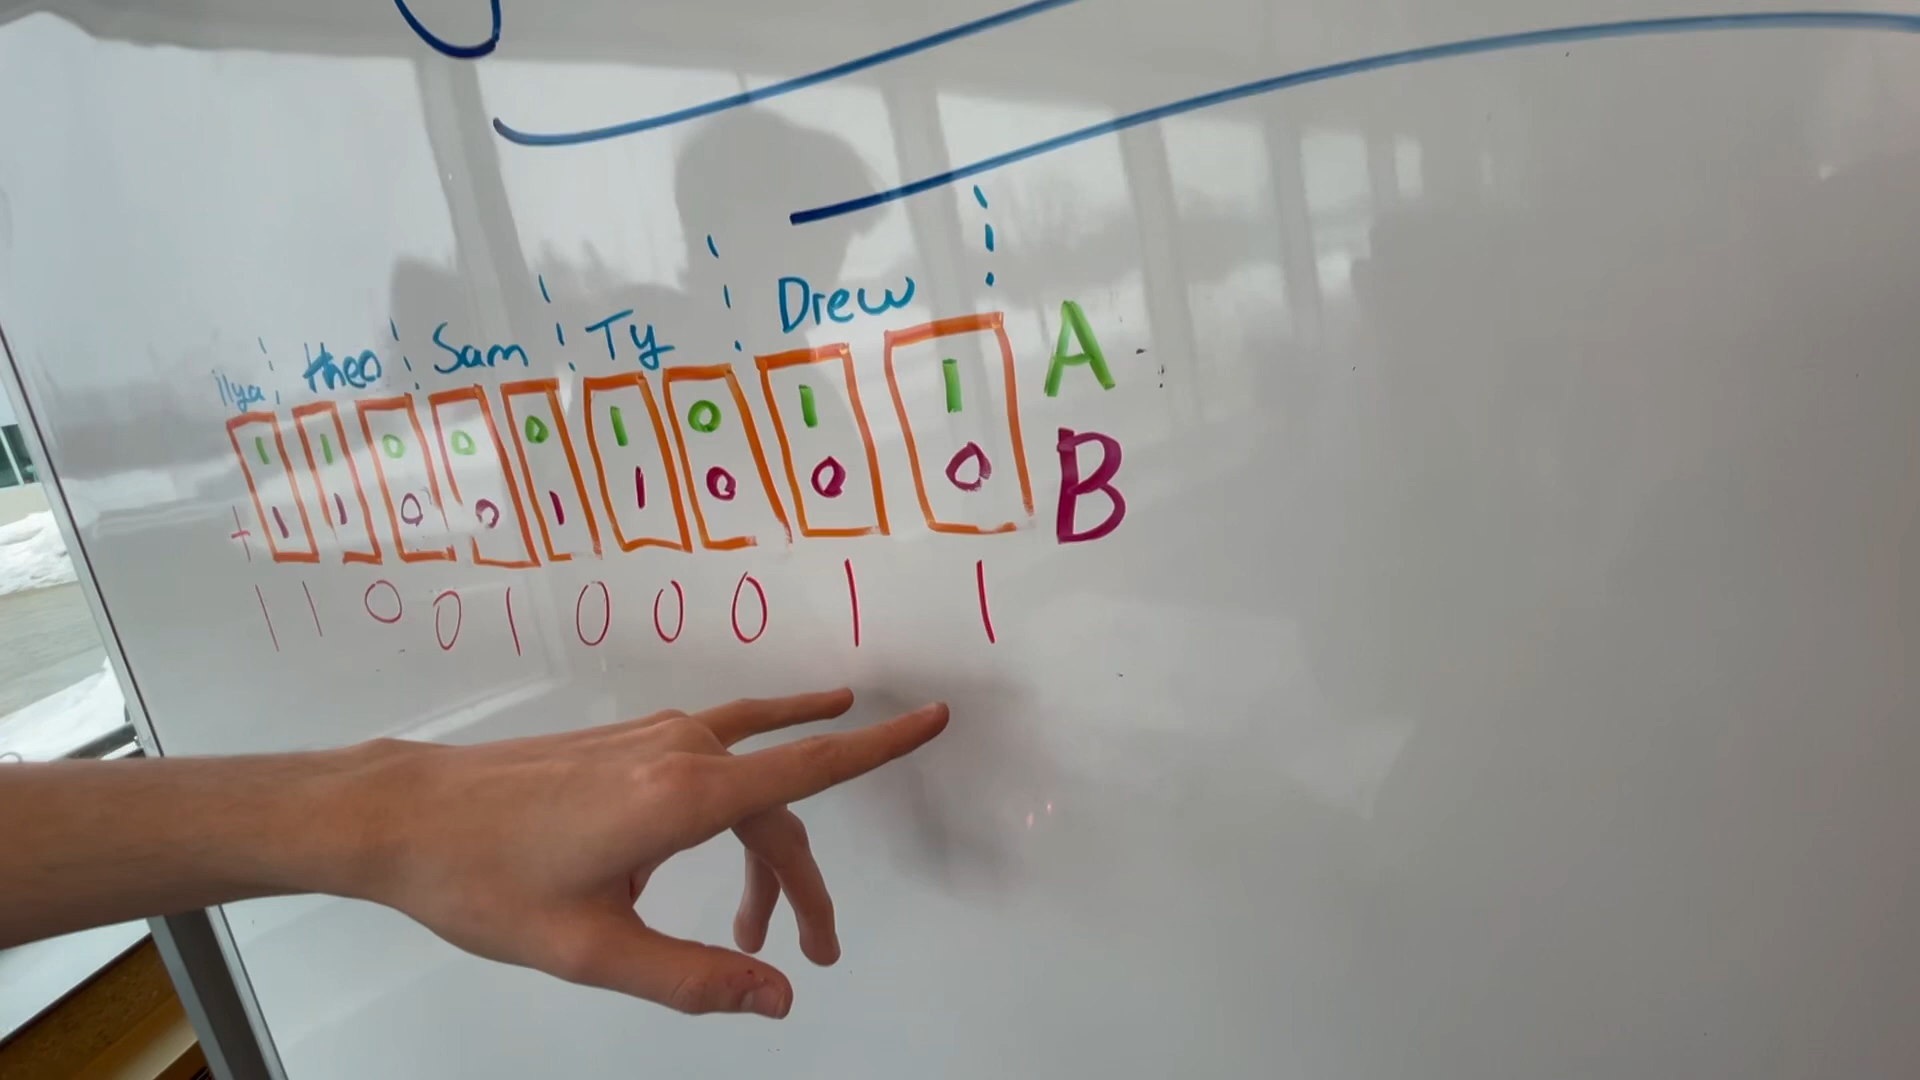 ilya theo Sam Ty Drew
1 1 0 0 0 1 0 1 1 A
+ 1 1 0 0 1 1 0 0 0 B
1 1 0 0 1 0 0 0 1 1